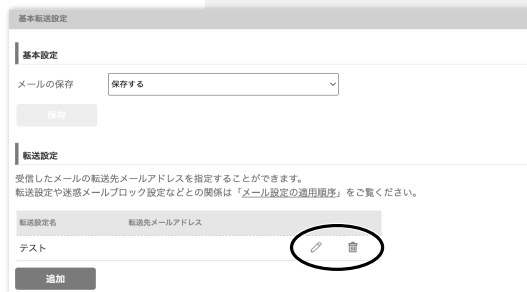 基本転送設定
基本設定
メールの保存 保存する
保存
転送設定
受信したメールの転送先メールアドレスを指定することができます。
転送設定や迷惑メールブロック設定などとの関係は「メール設定の適用順序」をご覧ください。
転送設定名 転送先メールアドレス
テスト
追加